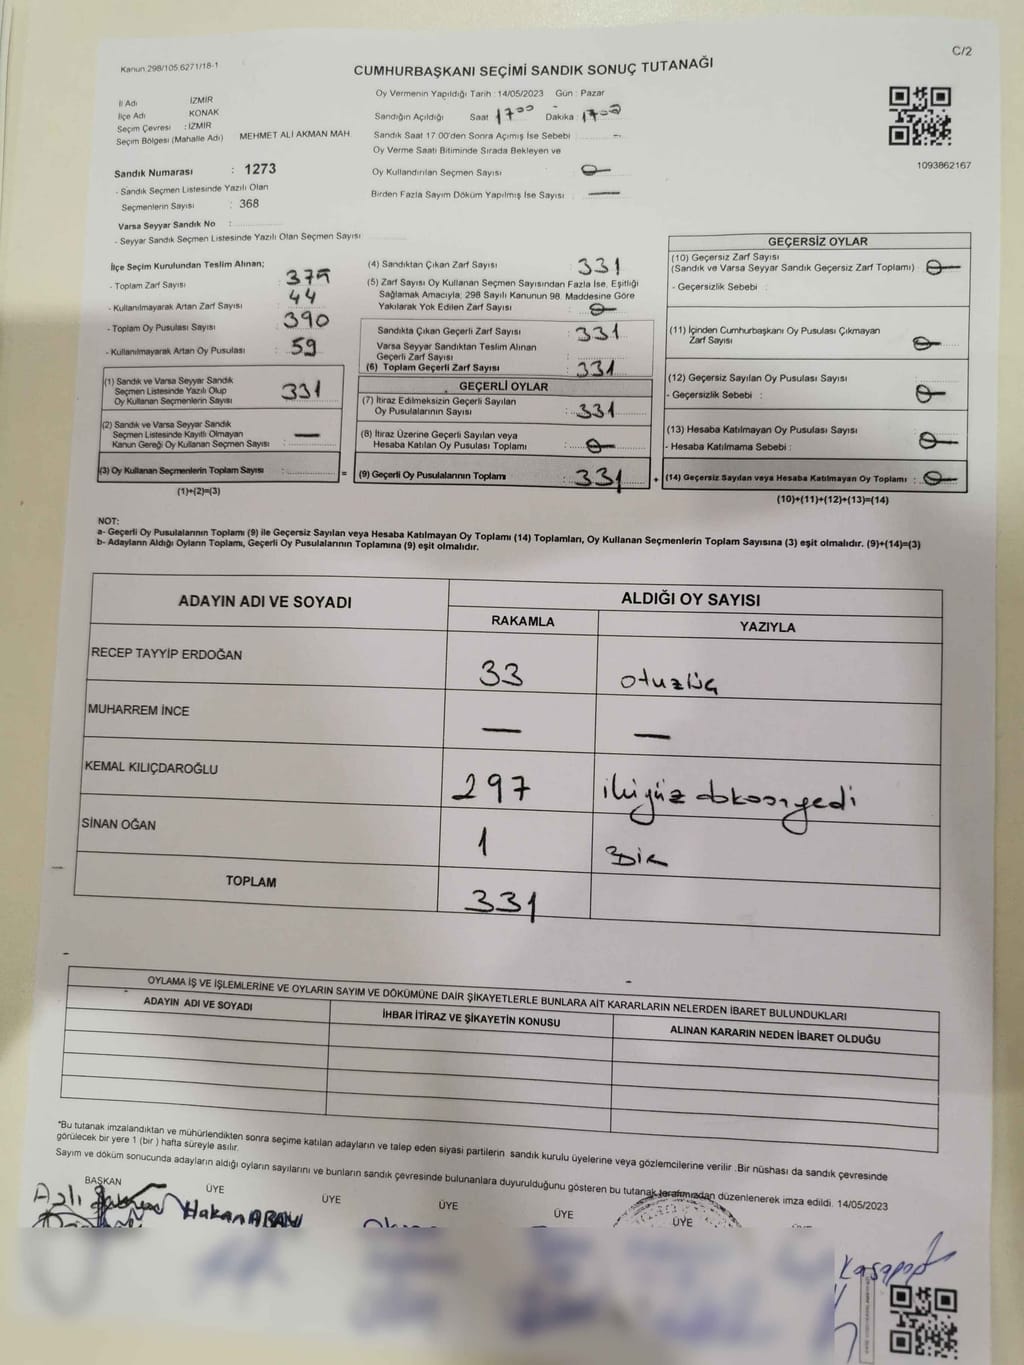 C/2
Kanun 298/105.6271/18-1
CUMHURBAŞKANI SEÇİMİ SANDIK SONUÇ TUTANAĞI
İl Adı İZMİR
İlçe Adı KONAK
Seçim Çevresi : İZMİR
Seçim Bölgesi (Mahalle Adı) MEHMET ALİ AKMAN MAH.
Sandık Numarası : 1273
- Sandık Seçmen Listesinde Yazılı Olan
Seçmenlerin Sayısı : 368
Varsa Seyyar Sandık No :
- Seyyar Sandık Seçmen Listesinde Yazılı Olan Seçmen Sayısı
Oy Vermenin Yapıldığı Tarih : 14/05/2023 Gün : Pazar
Sandığın Açıldığı Saat 17oo Dakika : 17oo
Sandık Saat 17.00'den Sonra Açımış İse Sebebi
Oy Verme Saati Bitiminde Sırada Bekleyen ve
Oy Kullandırılan Seçmen Sayısı
Birden Fazla Sayım Döküm Yapılmış İse Sayısı
1093862167
İlçe Seçim Kurulundan Teslim Alınan;
- Toplam Zarf Sayısı : 375
- Kullanılmayarak Artan Zarf Sayısı : 44
- Toplam Oy Pusulası Sayısı : 390
- Kullanılmayarak Artan Oy Pusulası : 59
(1) Sandık ve Varsa Seyyar Sandık
Seçmen Listesinde Yazılı Olup
Oy Kullanan Seçmenlerin Sayısı : 331
(2) Sandık ve Varsa Seyyar Sandık
Seçmen Listesinde Kayıtlı Olmayan
Kanun Gereği Oy Kullanan Seçmen Sayısı : —
(3) Oy Kullanan Seçmenlerin Toplam Sayısı : =
(1)+(2)=(3)
(4) Sandıktan Çıkan Zarf Sayısı : 331
(5) Zarf Sayısı Oy Kullanan Seçmen Sayısından Fazla İse, Eşitliği
Sağlamak Amacıyla; 298 Sayılı Kanunun 98. Maddesine Göre
Yakılarak Yok Edilen Zarf Sayısı :
Sandıkta Çıkan Geçerli Zarf Sayısı : 331
Varsa Seyyar Sandıktan Teslim Alınan
Geçerli Zarf Sayısı :
(6) Toplam Geçerli Zarf Sayısı : 331
GEÇERLİ OYLAR
(7) İtiraz Edilmeksizin Geçerli Sayılan
Oy Pusulalarının Sayısı : 331
(8) İtiraz Üzerine Geçerli Sayılan veya
Hesaba Katılan Oy Pusulası Toplamı :
(9) Geçerli Oy Pusulalarının Toplamı : 331 +
GEÇERSİZ OYLAR
(10) Geçersiz Zarf Sayısı
(Sandık ve Varsa Seyyar Sandık Geçersiz Zarf Toplamı) :
- Geçersizlik Sebebi :
(11) İçinden Cumhurbaşkanı Oy Pusulası Çıkmayan
Zarf Sayısı :
(12) Geçersiz Sayılan Oy Pusulası Sayısı :
- Geçersizlik Sebebi :
(13) Hesaba Katılmayan Oy Pusulası Sayısı :
- Hesaba Katılmama Sebebi :
(14) Geçersiz Sayılan veya Hesaba Katılmayan Oy Toplamı :
(10)+(11)+(12)+(13)=(14)
NOT:
a- Geçerli Oy Pusulalarının Toplamı (9) ile Geçersiz Sayılan veya Hesaba Katılmayan Oy Toplamı (14) Toplamları, Oy Kullanan Seçmenlerin Toplam Sayısına (3) eşit olmalıdır. (9)+(14)=(3)
b- Adayların Aldığı Oyların Toplamı, Geçerli Oy Pusulalarının Toplamına (9) eşit olmalıdır.
ADAYIN ADI VE SOYADI ALDIĞI OY SAYISI
RAKAMLA YAZIYLA
RECEP TAYYİP ERDOĞAN 33 otuzüç
MUHARREM İNCE — —
KEMAL KILIÇDAROĞLU 297 ikiyüz doksanyedi
SİNAN OĞAN 1 Bir
TOPLAM 331
OYLAMA İŞ VE İŞLEMLERİNE VE OYLARIN SAYIM VE DÖKÜMÜNE DAİR ŞİKAYETLERLE BUNLARA AİT KARARLARIN NELERDEN İBARET BULUNDUKLARI
ADAYIN ADI VE SOYADI İHBAR İTİRAZ VE ŞİKAYETİN KONUSU ALINAN KARARIN NEDEN İBARET OLDUĞU
*Bu tutanak imzalandıktan ve mühürlendikten sonra seçime katılan adayların ve talep eden siyasi partilerin sandık kurulu üyelerine veya gözlemcilerine verilir .Bir nüshası da sandık çevresinde
görülecek bir yere 1 (bir ) hafta süreyle asılır.
Sayım ve döküm sonucunda adayların aldığı oyların sayılarını ve bunların sandık çevresinde bulunanlara duyurulduğunu gösteren bu tutanak tarafımızdan düzenlenerek imza edildi. 14/05/2023
BAŞKAN ÜYE ÜYE ÜYE ÜYE ÜYE
Aslı
Hakan ARAN